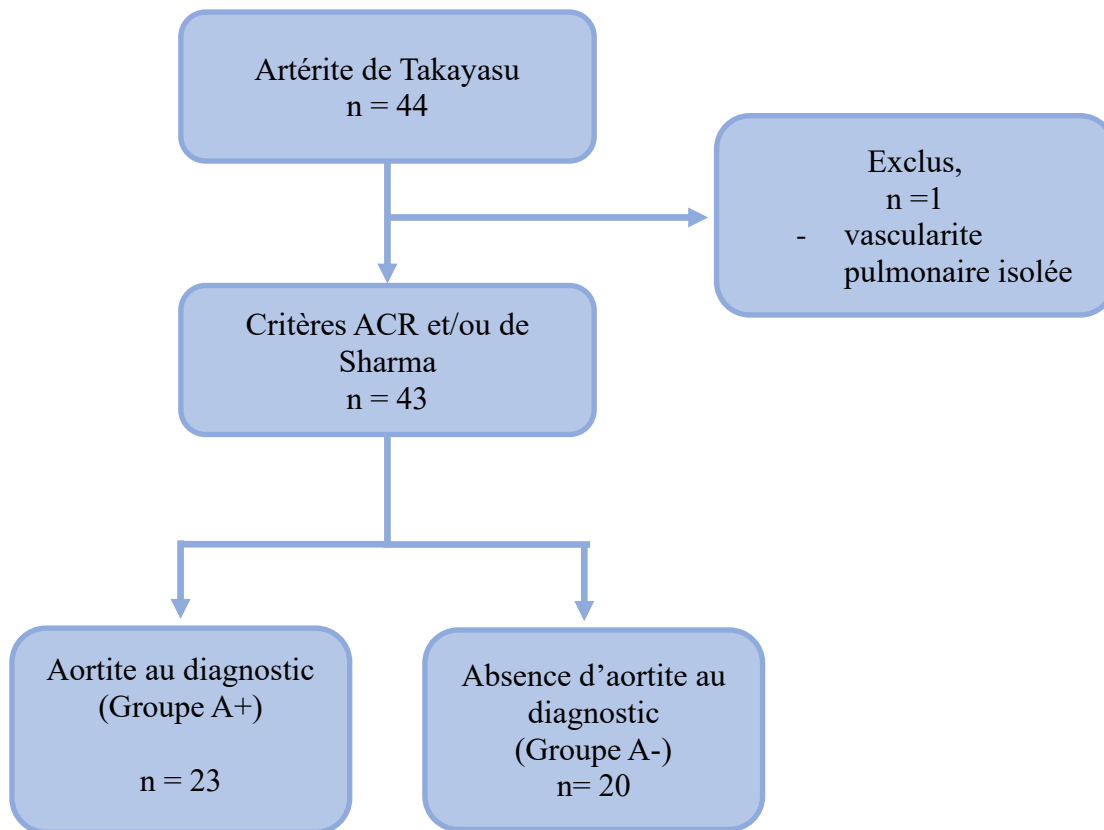 Artérite de Takayasu
n = 44
Exclus,
n =1
- vascularite
pulmonaire isolée
Critères ACR et/ou de
Sharma
n = 43
Aortite au diagnostic
(Groupe A+)
n = 23
Absence d’aortite au
diagnostic
(Groupe A-)
n= 20